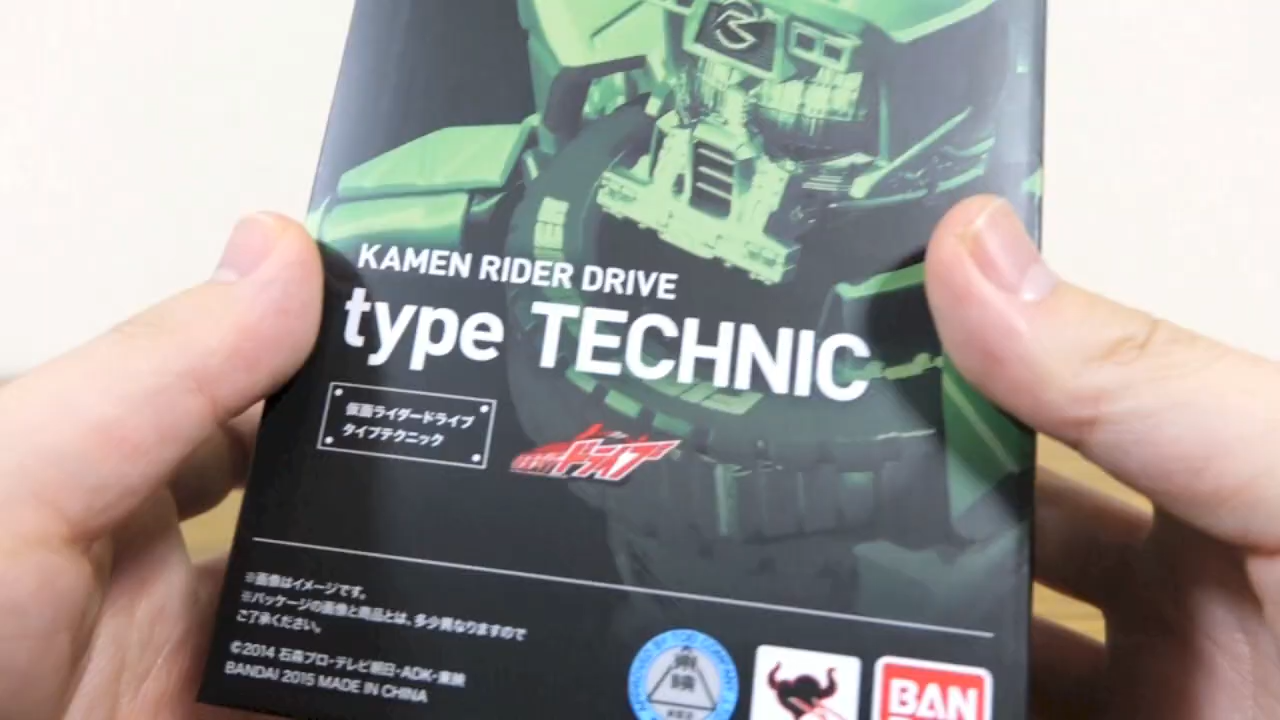 KAMEN RIDER DRIVE
type TECHNIC
仮面ライダードライブ
タイプテクニック
ドライブ
※画像はイメージです。
※パッケージの画像と商品とは、多少異なりますので
ご了承ください。
©2014 石森プロ・テレビ朝日・ADK・東映
BANDAI 2015 MADE IN CHINA
東映
BAN